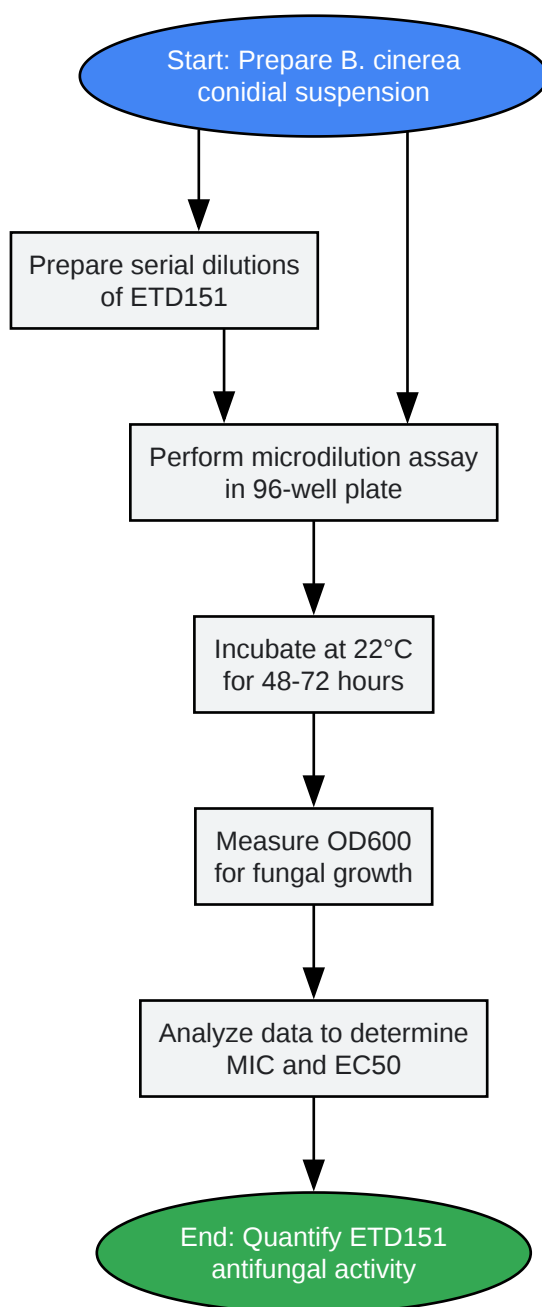 Start: Prepare B. cinerea
conidial suspension
Prepare serial dilutions
of ETD151
Perform microdilution assay
in 96-well plate
Incubate at 22°C
for 48-72 hours
Measure OD600
for fungal growth
Analyze data to determine
MIC and EC50
End: Quantify ETD151
antifungal activity